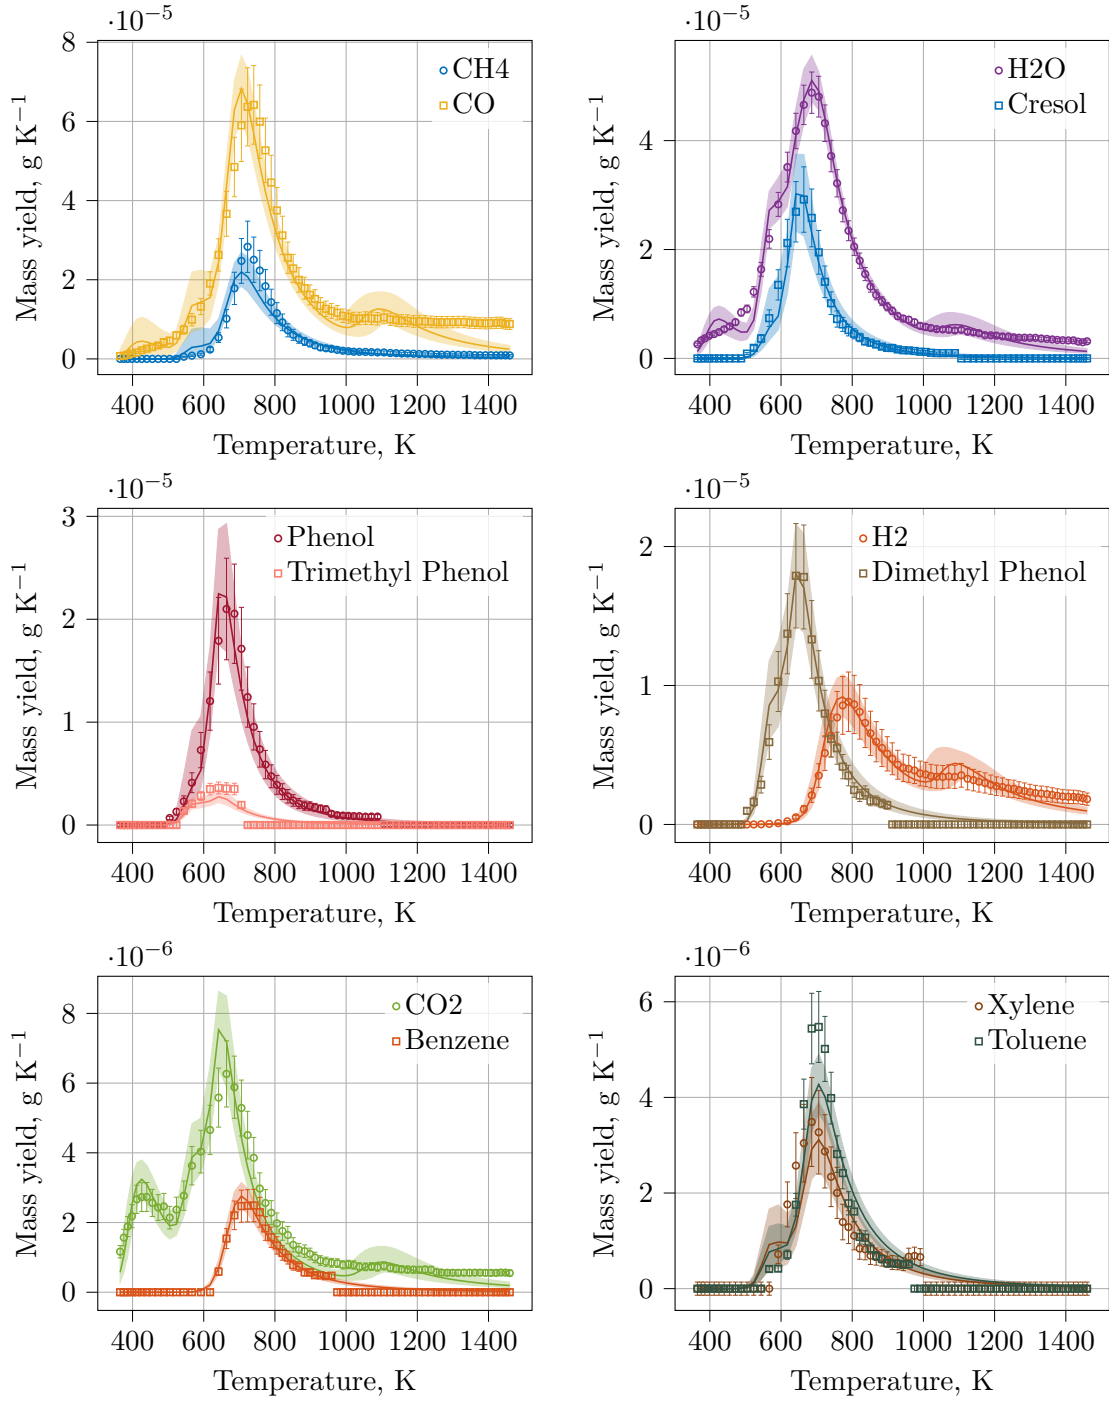 ·10−5
8
6
4
2
0
Mass yield, g K−1
CH4
CO
400 600 800 1000 1200 1400
Temperature, K
·10−5
4
2
0
Mass yield, g K−1
H2O
Cresol
400 600 800 1000 1200 1400
Temperature, K
·10−5
3
2
1
0
Mass yield, g K−1
Phenol
Trimethyl Phenol
400 600 800 1000 1200 1400
Temperature, K
·10−5
2
1
0
Mass yield, g K−1
H2
Dimethyl Phenol
400 600 800 1000 1200 1400
Temperature, K
·10−6
8
6
4
2
0
Mass yield, g K−1
CO2
Benzene
400 600 800 1000 1200 1400
Temperature, K
·10−6
6
4
2
0
Mass yield, g K−1
Xylene
Toluene
400 600 800 1000 1200 1400
Temperature, K